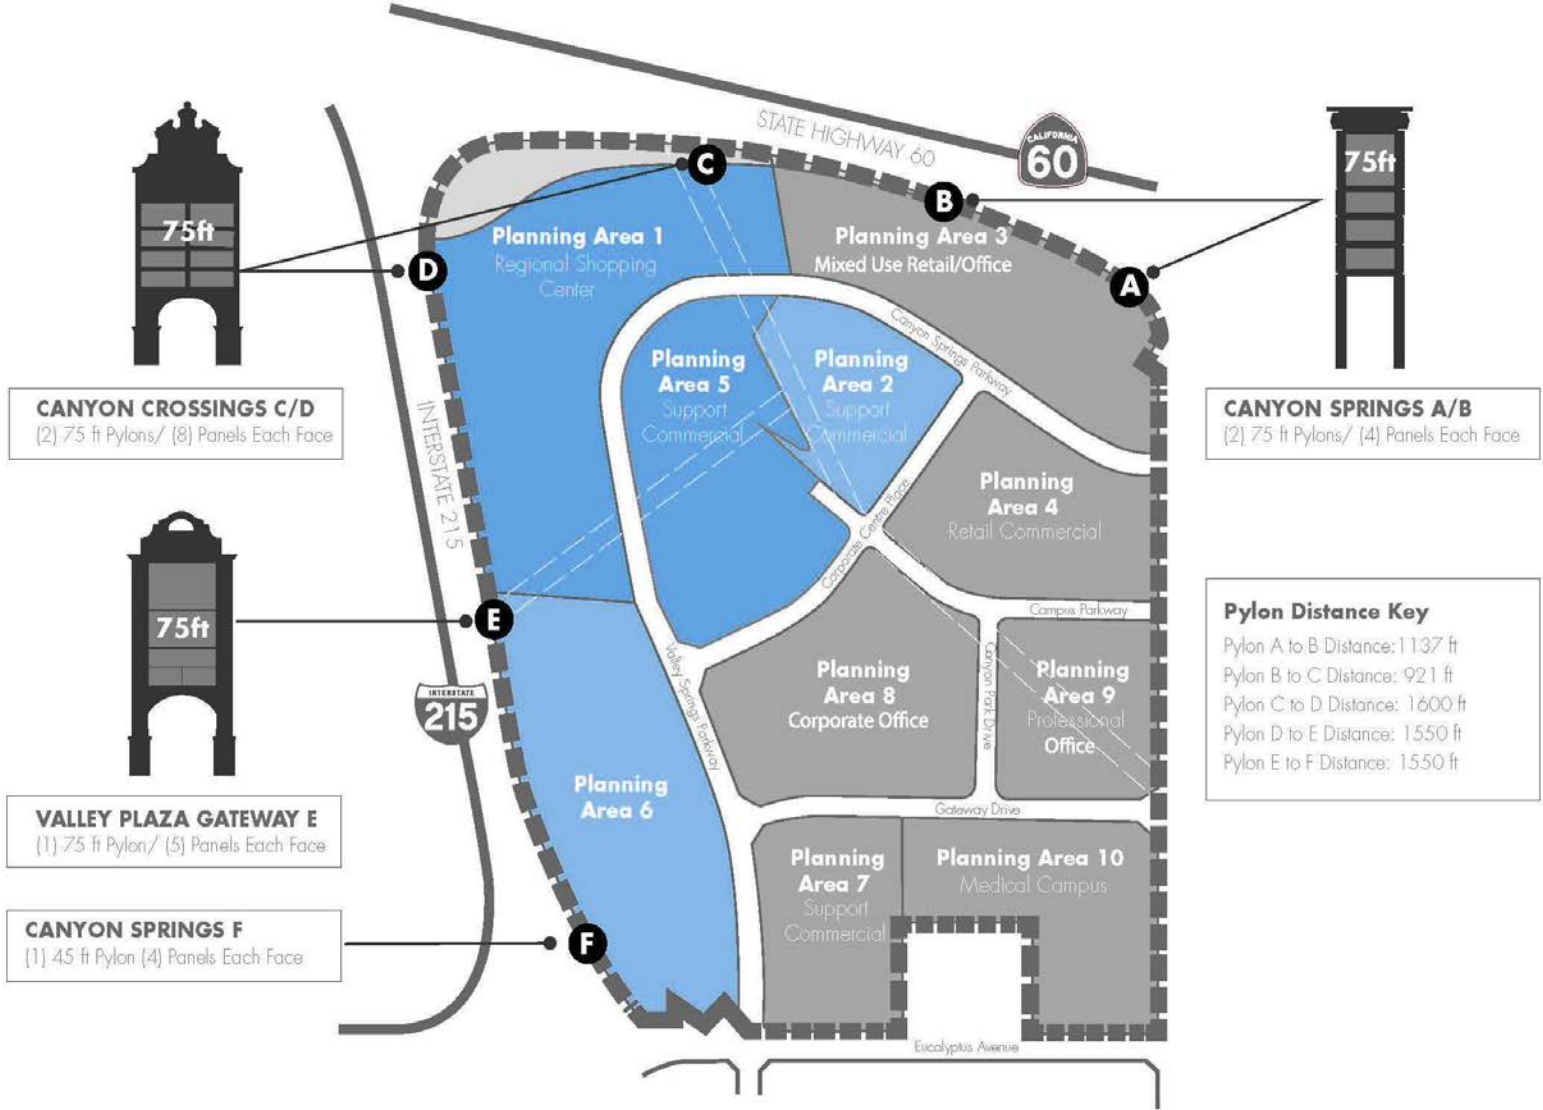 STATE HIGHWAY 60
CALIFORNIA
60
75ft
75ft
C
B
D
A
Planning Area 1
Regional Shopping
Center
Planning Area 3
Mixed Use Retail/Office
Canyon Springs Parkway
Planning
Area 5
Support
Commercial
Planning
Area 2
Support
Commercial
CANYON CROSSINGS C/D
(2) 75 ft Pylons/ (8) Panels Each Face
CANYON SPRINGS A/B
(2) 75 ft Pylons/ (4) Panels Each Face
INTERSTATE 215
Planning
Area 4
Retail Commercial
Corporate Centre Place
75ft
E
Campus Parkway
Pylon Distance Key
Pylon A to B Distance:1137 ft
Pylon B to C Distance: 921 ft
Pylon C to D Distance: 1600 ft
Pylon D to E Distance: 1550 ft
Pylon E to F Distance: 1550 ft
INTERSTATE
215
Valley Springs Parkway
Planning
Area 8
Corporate Office
Canyon Park Drive
Planning
Area 9
Professional
Office
Planning
Area 6
Gateway Drive
VALLEY PLAZA GATEWAY E
(1) 75 ft Pylon/ (5) Panels Each Face
Planning
Area 7
Support
Commercial
Planning Area 10
Medical Campus
CANYON SPRINGS F
(1) 45 ft Pylon (4) Panels Each Face
F
Eucalyptus Avenue